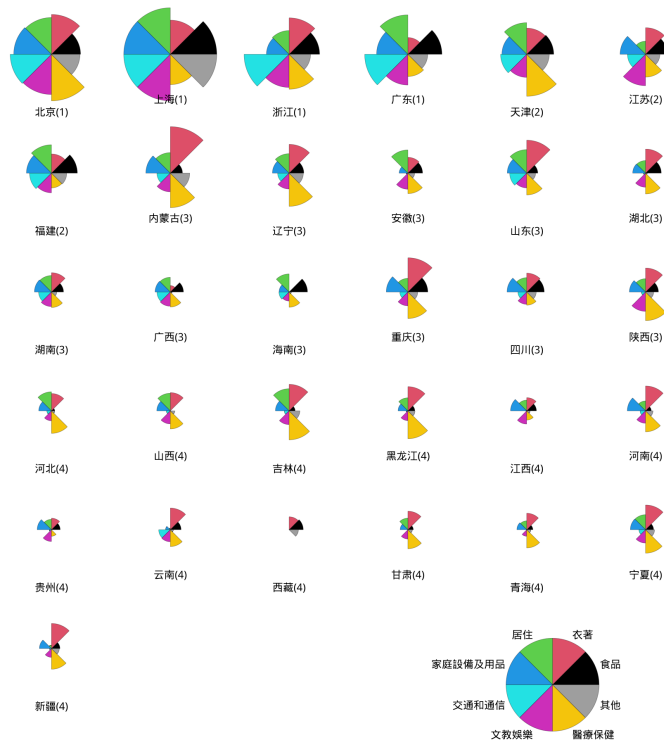 北京(1)
上海(1)
浙江(1)
广东(1)
天津(2)
江苏(2)
福建(2)
内蒙古(3)
辽宁(3)
安徽(3)
山东(3)
湖北(3)
湖南(3)
广西(3)
海南(3)
重庆(3)
四川(3)
陕西(3)
河北(4)
山西(4)
吉林(4)
黑龙江(4)
江西(4)
河南(4)
贵州(4)
云南(4)
西藏(4)
甘肃(4)
青海(4)
宁夏(4)
新疆(4)
居住
衣著
家庭設備及用品
食品
交通和通信
其他
文教娛樂
醫療保健